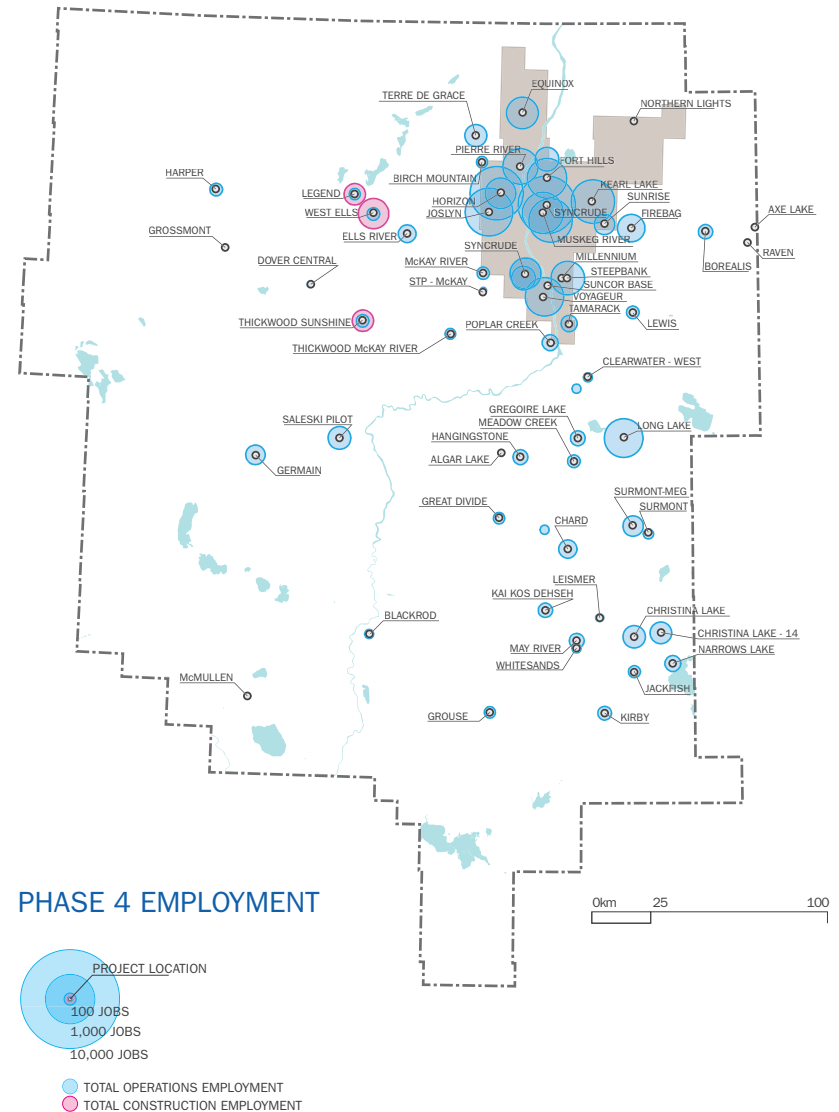 EQUINOX
TERRE DE GRACE
NORTHERN LIGHTS
PIERRE RIVER
FORT HILLS
HARPER
BIRCH MOUNTAIN
KEARL LAKE
LEGEND
SUNRISE
HORIZON
WEST ELLS
JOSLYN
SYNCRUDE
FIREBAG
AXE LAKE
GROSSMONT
ELLS RIVER
MUSKEG RIVER
SYNCRUDE
RAVEN
DOVER CENTRAL
McKAY RIVER
MILLENNIUM
BOREALIS
STEEPBANK
STP - McKAY
SUNCOR BASE
VOYAGEUR
TAMARACK
THICKWOOD SUNSHINE
POPLAR CREEK
LEWIS
THICKWOOD McKAY RIVER
CLEARWATER - WEST
GREGOIRE LAKE
SALESKI PILOT
MEADOW CREEK
LONG LAKE
HANGINGSTONE
ALGAR LAKE
GERMAIN
SURMONT-MEG
GREAT DIVIDE
SURMONT
CHARD
LEISMER
KAI KOS DEHSEH
CHRISTINA LAKE
BLACKROD
CHRISTINA LAKE - 14
MAY RIVER
NARROWS LAKE
WHITESANDS
McMULLEN
JACKFISH
GROUSE
KIRBY
PHASE 4 EMPLOYMENT
0km 25 100
PROJECT LOCATION
100 JOBS
1,000 JOBS
10,000 JOBS
TOTAL OPERATIONS EMPLOYMENT
TOTAL CONSTRUCTION EMPLOYMENT